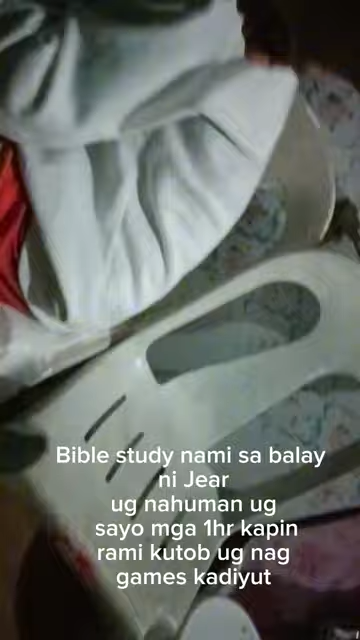 Bible study nami sa balay
ni Jear
ug nahuman ug
sayo mga 1hr kapin
rami kutob ug nag
games kadiyut